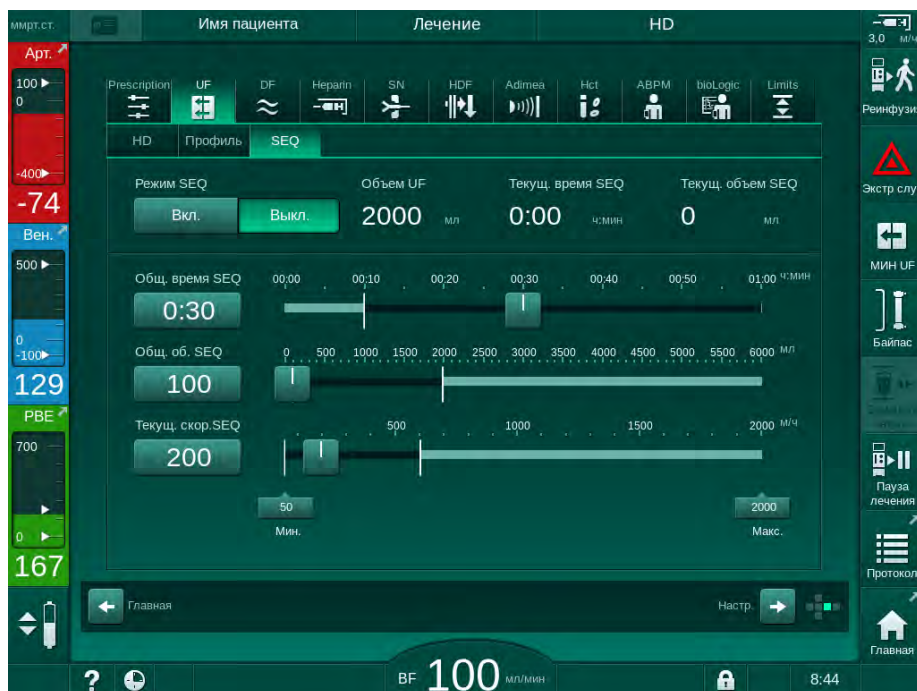 ммрт.ст.
Имя пациента
Лечение
HD
3,0 м/ч
Арт.
100
0
-400
-74
Вен.
500
0
-100
129
PBE
700
0
167
Prescription
UF
DF
Heparin
SN
HDF
Adimea
Hct
ABPM
bioLogic
Limits
HD
Профиль
SEQ
Режим SEQ
Вкл.
Выкл.
Объем UF
2000 мл
Текущ. время SEQ
0:00 ч:мин
Текущ. объем SEQ
0 мл
Общ. время SEQ
0:30
00:00 00:10 00:20 00:30 00:40 00:50 01:00 ч:мин
Общ. об. SEQ
100
0 500 1000 1500 2000 2500 3000 3500 4000 4500 5000 5500 6000 мл
Текущ. скор.SEQ
200
500 1000 1500 2000 м/ч
50
Мин.
2000
Макс.
Главная
Настр.
Реинфузи
Экстр слу
МИН UF
Байпас
Пауза
лечения
Протокол
Главная
?
BF 100 мл/мин
8:44